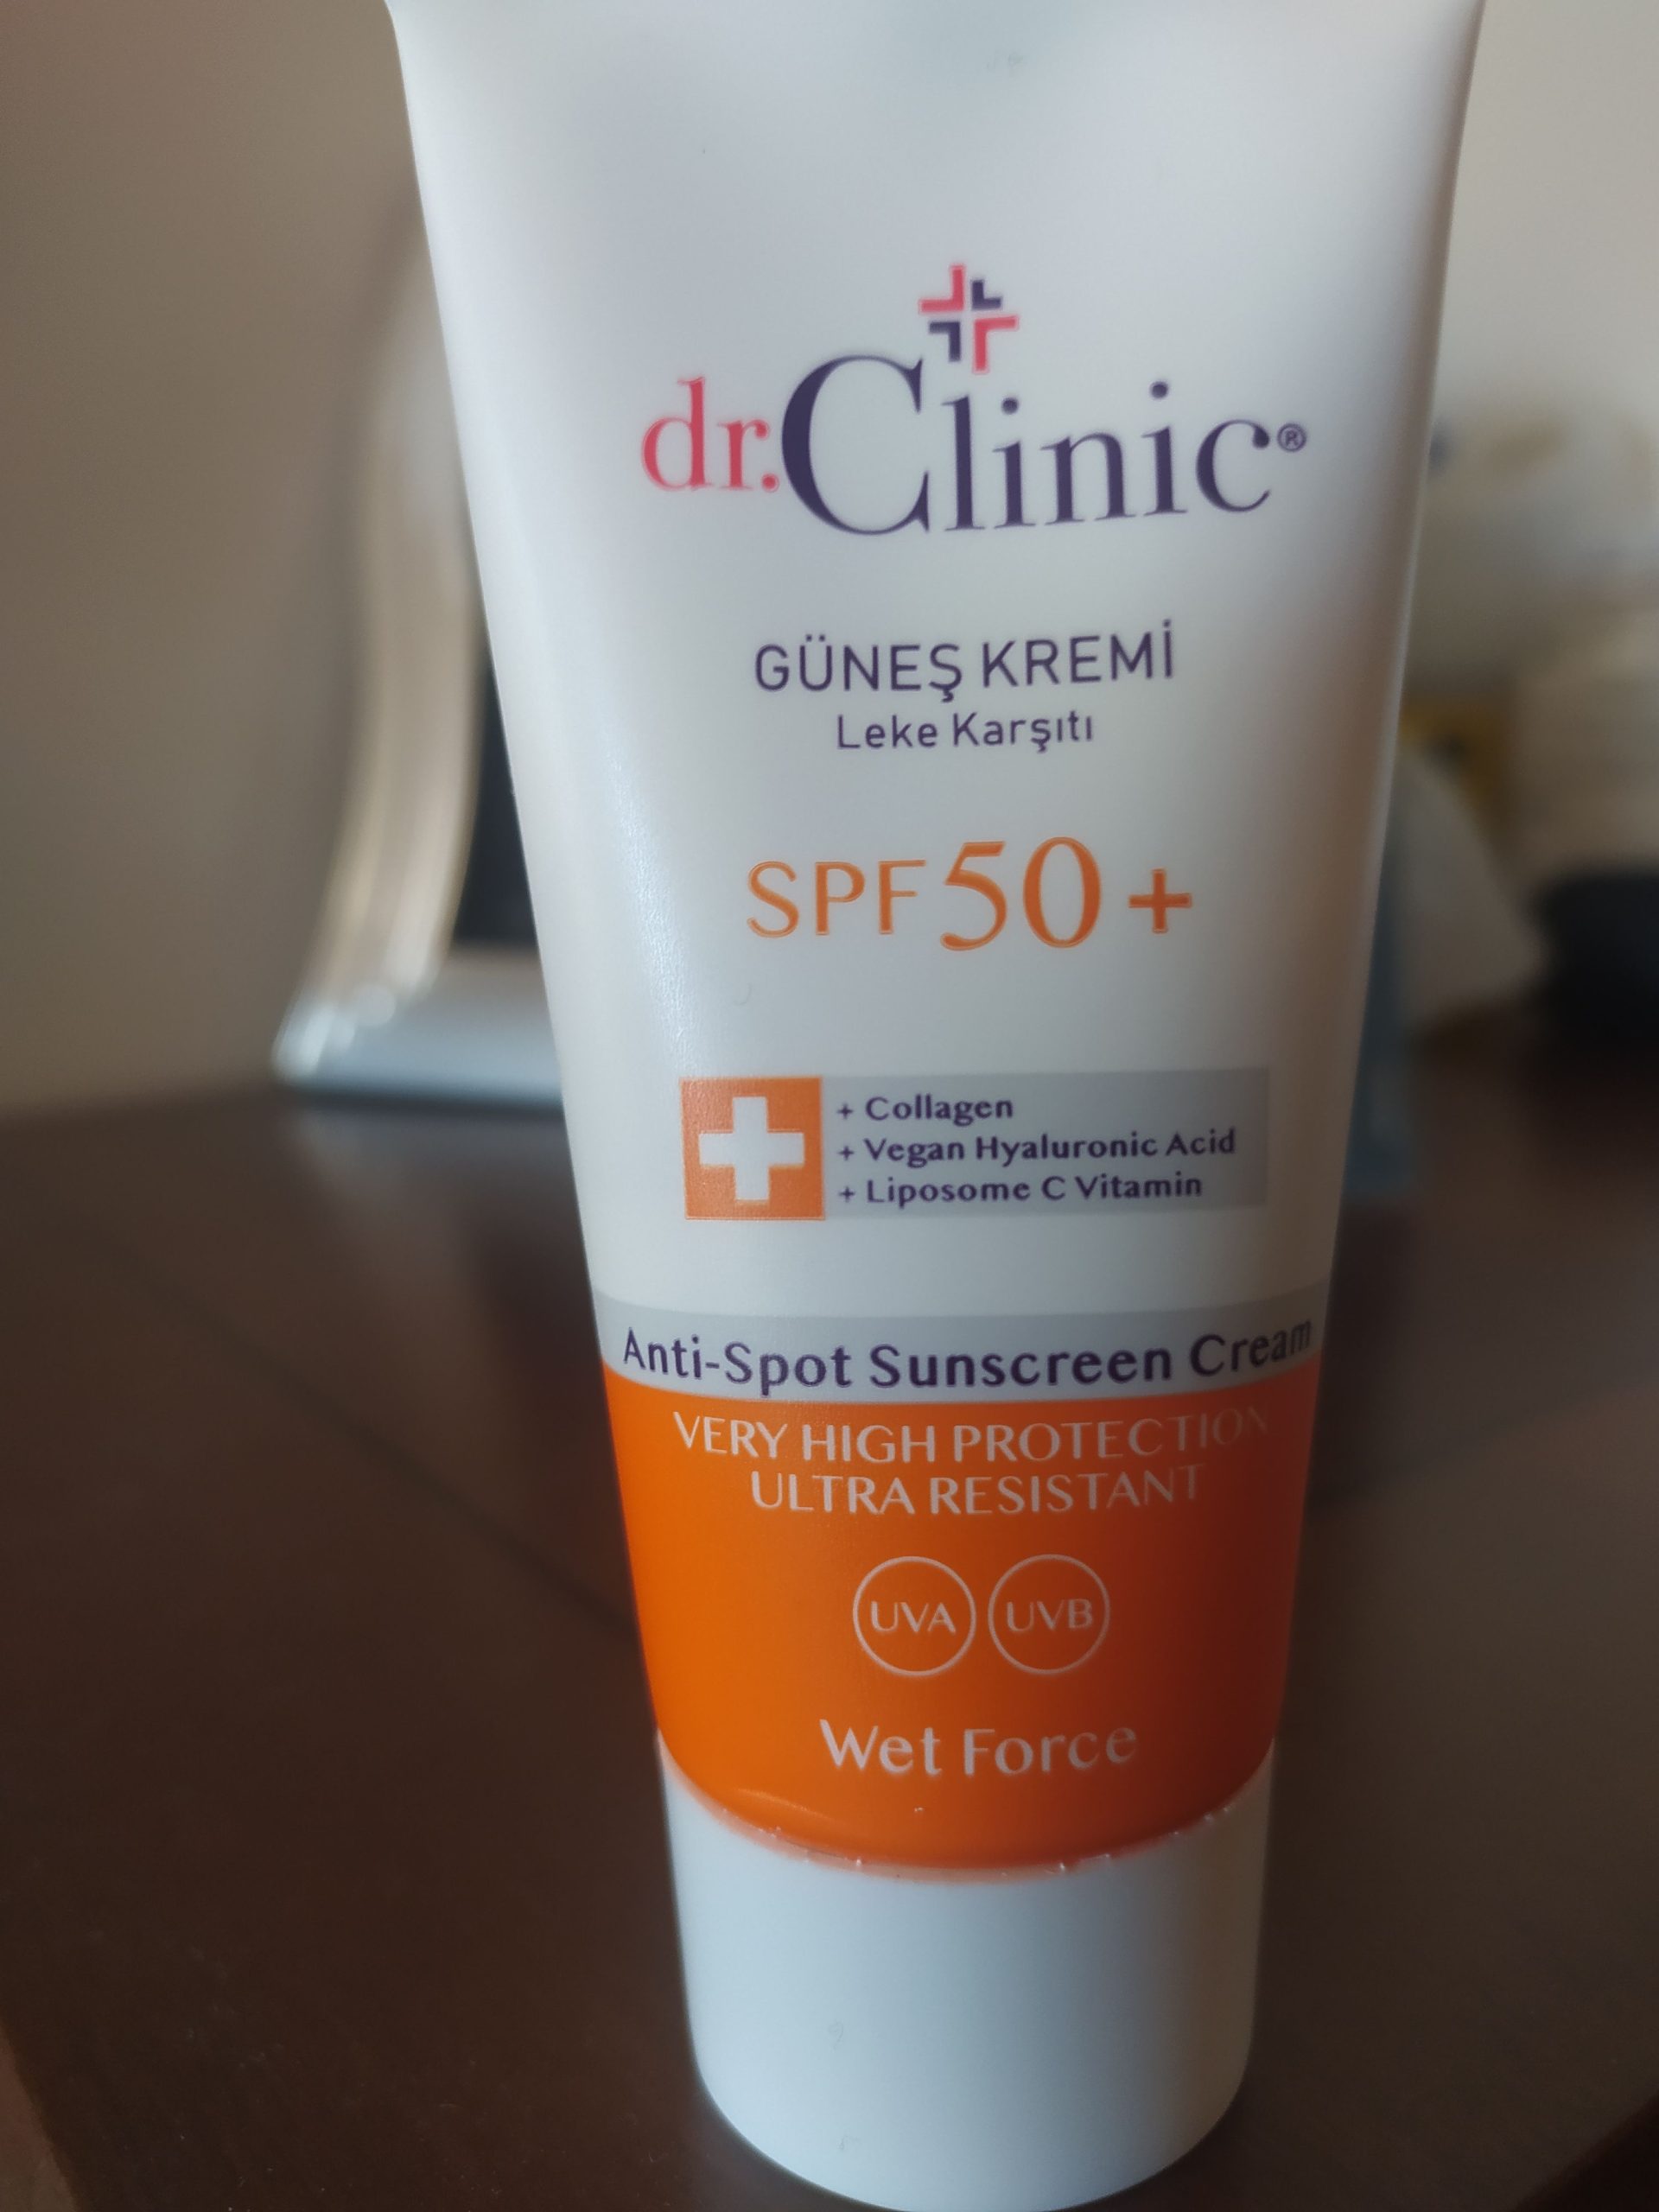 dr.Clinic®
GÜNEŞ KREMİ
Leke Karşıtı
SPF 50+
+ Collagen
+ Vegan Hyaluronic Acid
+ Liposome C Vitamin
Anti-Spot Sunscreen Cream
VERY HIGH PROTECTION
ULTRA RESISTANT
UVA UVB
Wet Force